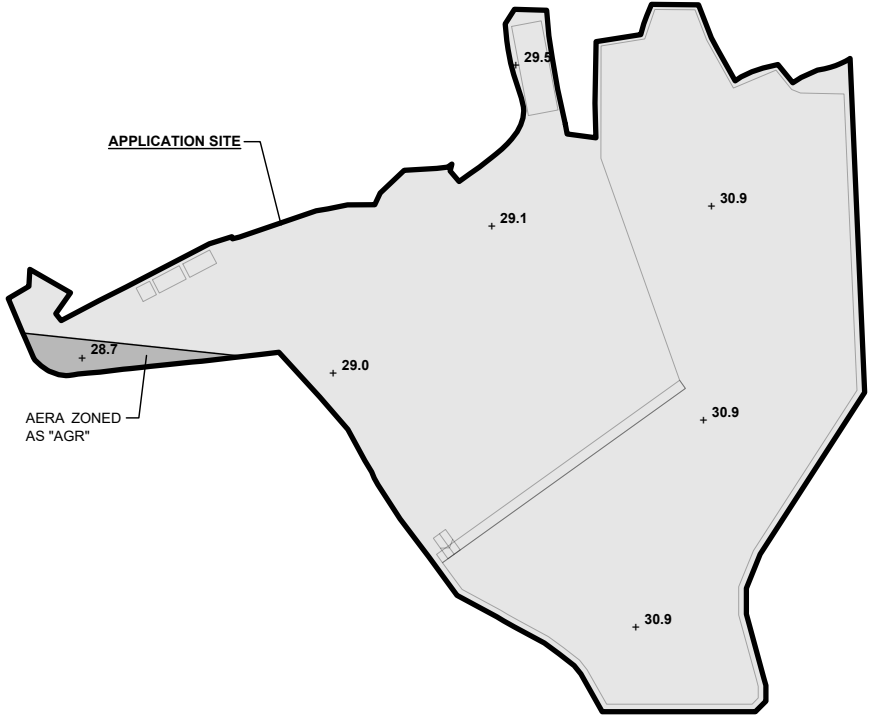 29.5
APPLICATION SITE
30.9
29.1
28.7
29.0
AERA ZONED
AS "AGR"
30.9
30.9